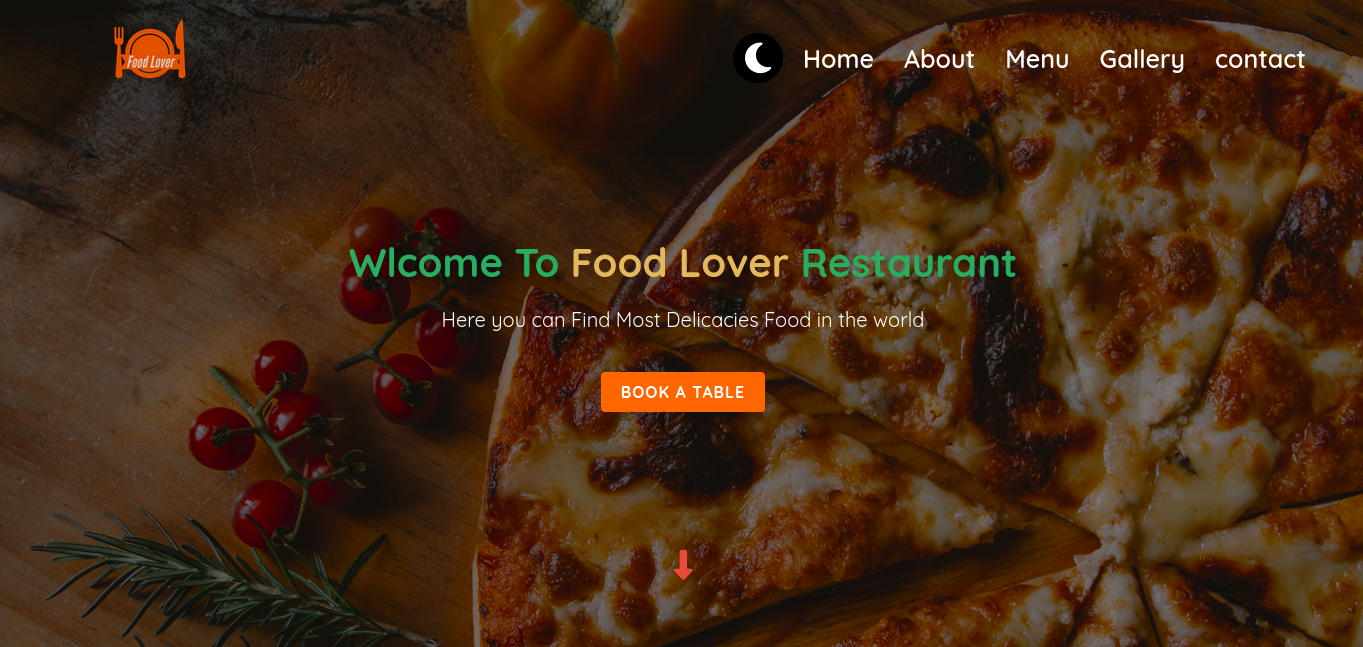 Food Lover
Home About Menu Gallery contact
Wlcome To Food Lover Restaurant
Here you can Find Most Delicacies Food in the world
BOOK A TABLE